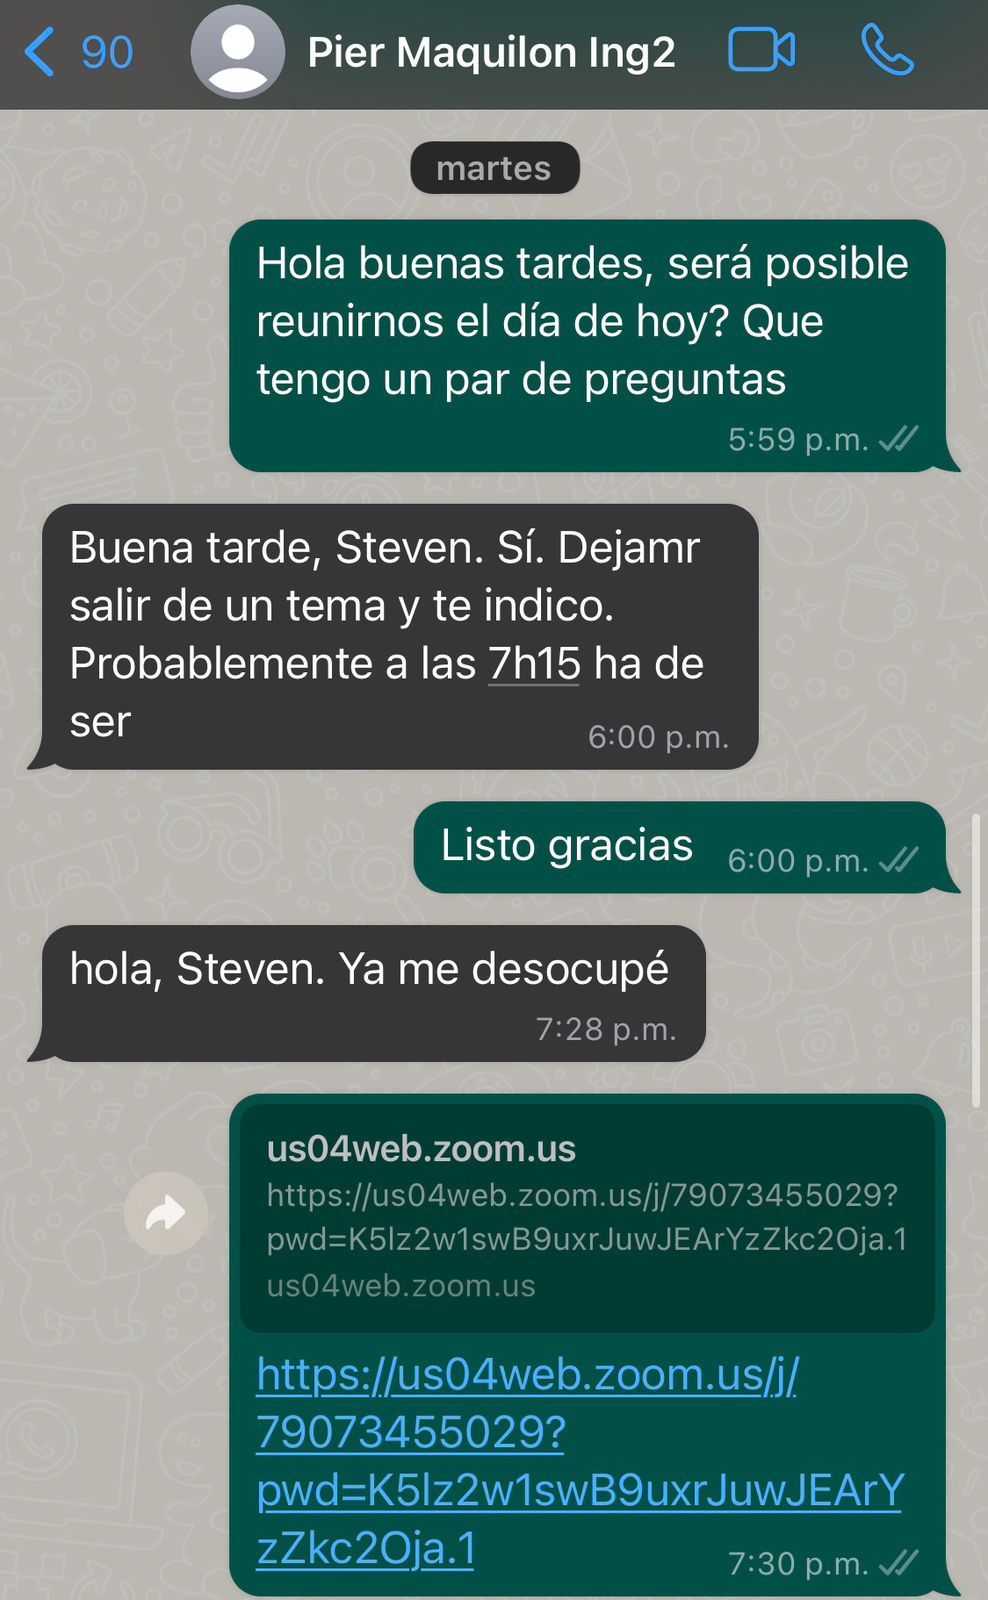 90
Pier Maquilon Ing2
martes
Hola buenas tardes, será posible
reunirnos el día de hoy? Que
tengo un par de preguntas
5:59 p.m.
Buena tarde, Steven. Sí. Dejamr
salir de un tema y te indico.
Probablemente a las 7h15 ha de
ser
6:00 p.m.
Listo gracias
6:00 p.m.
hola, Steven. Ya me desocupé
7:28 p.m.
us04web.zoom.us
https://us04web.zoom.us/j/79073455029?
pwd=K5lz2w1swB9uxrJuwJEArYzZkc2Oja.1
us04web.zoom.us
https://us04web.zoom.us/j/
79073455029?
pwd=K5lz2w1swB9uxrJuwJEArY
zZkc2Oja.1
7:30 p.m.